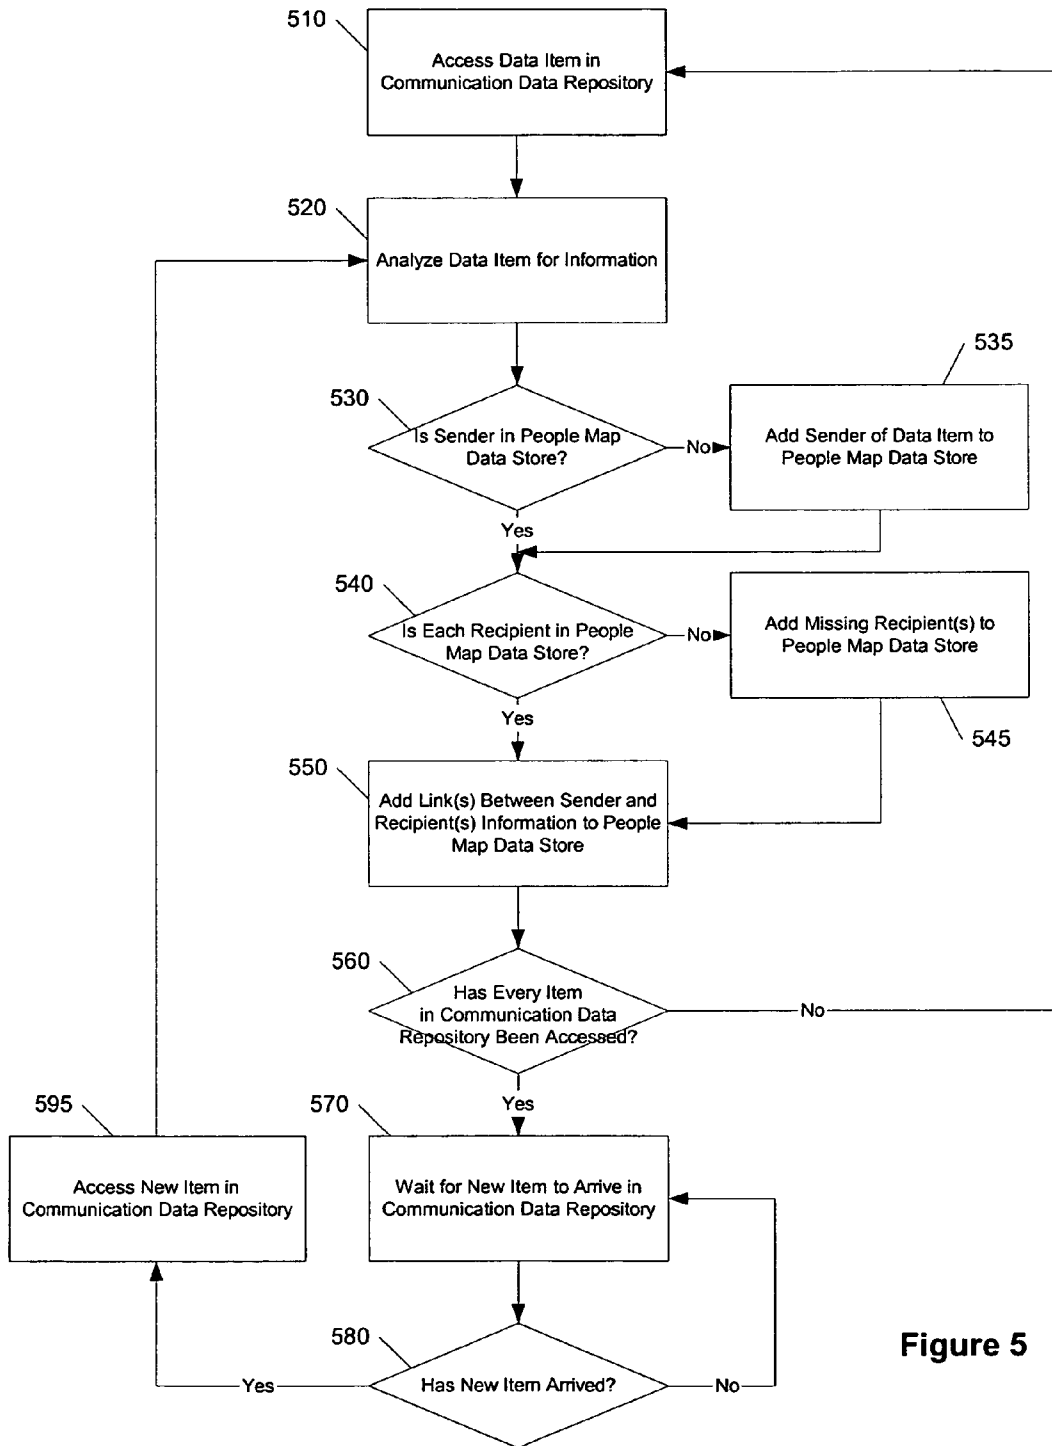 510
Access Data Item in
Communication Data Repository
520
Analyze Data Item for Information
530
Is Sender in People Map
Data Store?
No
535
Add Sender of Data Item to
People Map Data Store
Yes
540
Is Each Recipient in People
Map Data Store?
No
Add Missing Recipient(s) to
People Map Data Store
545
Yes
550
Add Link(s) Between Sender and
Recipient(s) Information to People
Map Data Store
560
Has Every Item
in Communication Data
Repository Been Accessed?
No
Yes
595
Access New Item in
Communication Data Repository
570
Wait for New Item to Arrive in
Communication Data Repository
580
Has New Item Arrived?
Yes
No
Figure 5